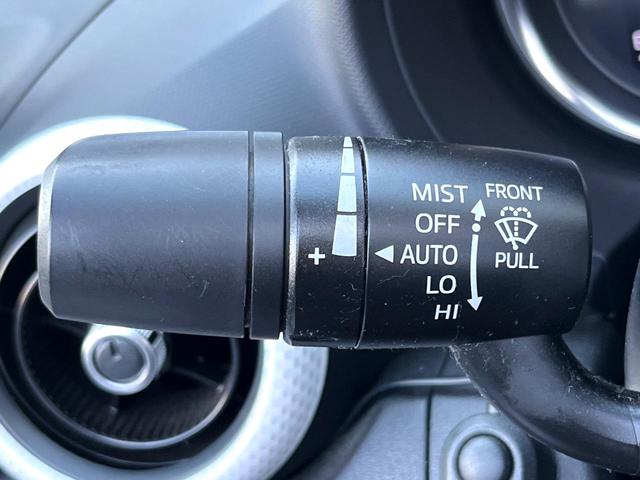 MIST FRONT
OFF
+ ◀ AUTO PULL
LO
HI